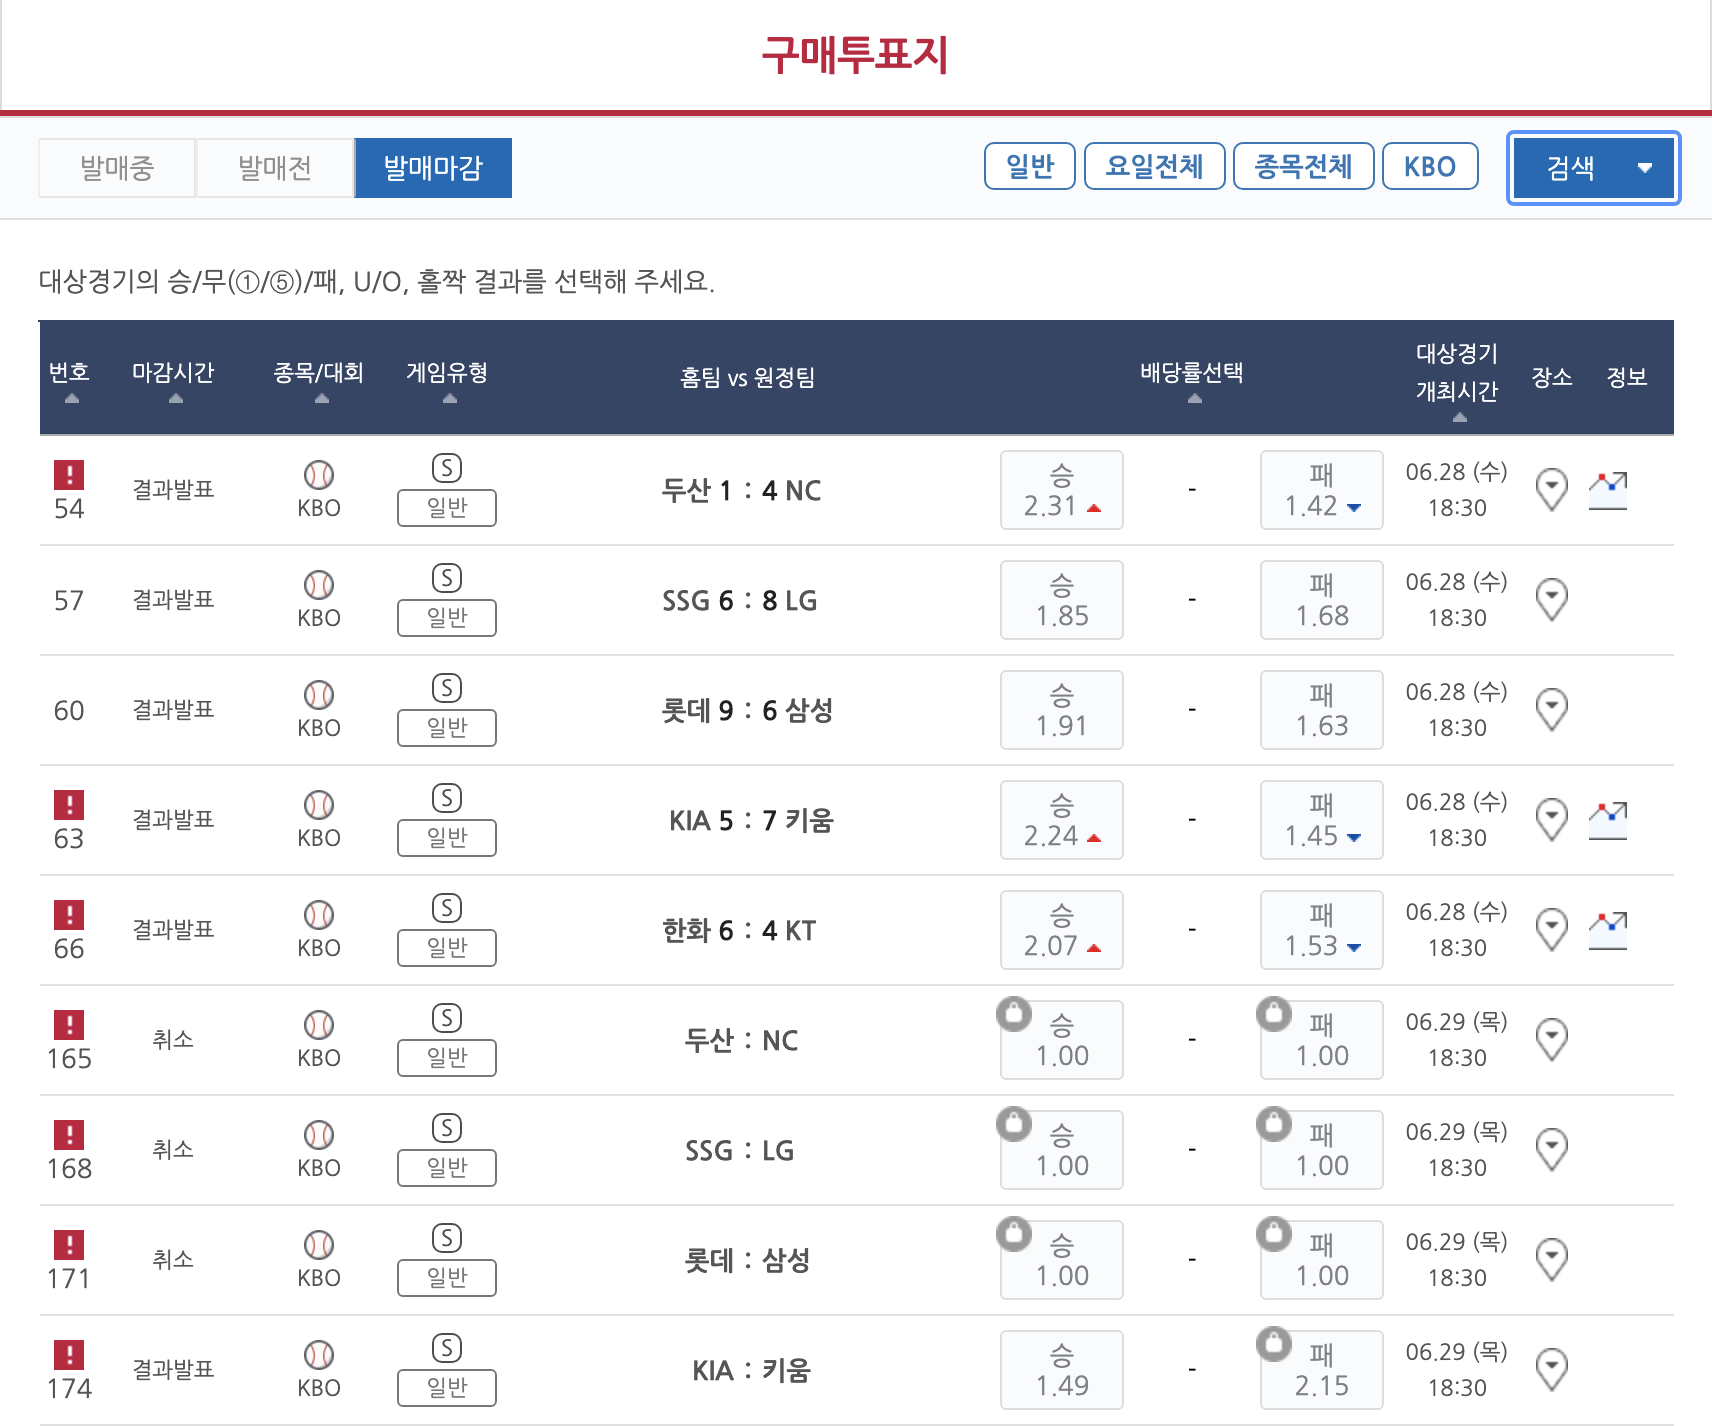 구매투표지
발매중 발매전 발매마감 일반 요일전체 종목전체 KBO 검색
대상경기의 승/무(①/⑤)/패, U/O, 홀짝 결과를 선택해 주세요.
번호 마감시간 종목/대회 게임유형 홈팀 vs 원정팀 배당률선택 대상경기 개최시간 장소 정보
! S 승 패 06.28 (수)
54 결과발표 KBO 일반 두산 1 : 4 NC 2.31 - 1.42 18:30
S 승 패 06.28 (수)
57 결과발표 KBO 일반 SSG 6 : 8 LG 1.85 - 1.68 18:30
S 승 패 06.28 (수)
60 결과발표 KBO 일반 롯데 9 : 6 삼성 1.91 - 1.63 18:30
! S 승 패 06.28 (수)
63 결과발표 KBO 일반 KIA 5 : 7 키움 2.24 - 1.45 18:30
! S 승 패 06.28 (수)
66 결과발표 KBO 일반 한화 6 : 4 KT 2.07 - 1.53 18:30
! S 승 패 06.29 (목)
165 취소 KBO 일반 두산 : NC 1.00 - 1.00 18:30
! S 승 패 06.29 (목)
168 취소 KBO 일반 SSG : LG 1.00 - 1.00 18:30
! S 승 패 06.29 (목)
171 취소 KBO 일반 롯데 : 삼성 1.00 - 1.00 18:30
! S 승 패 06.29 (목)
174 결과발표 KBO 일반 KIA : 키움 1.49 - 2.15 18:30